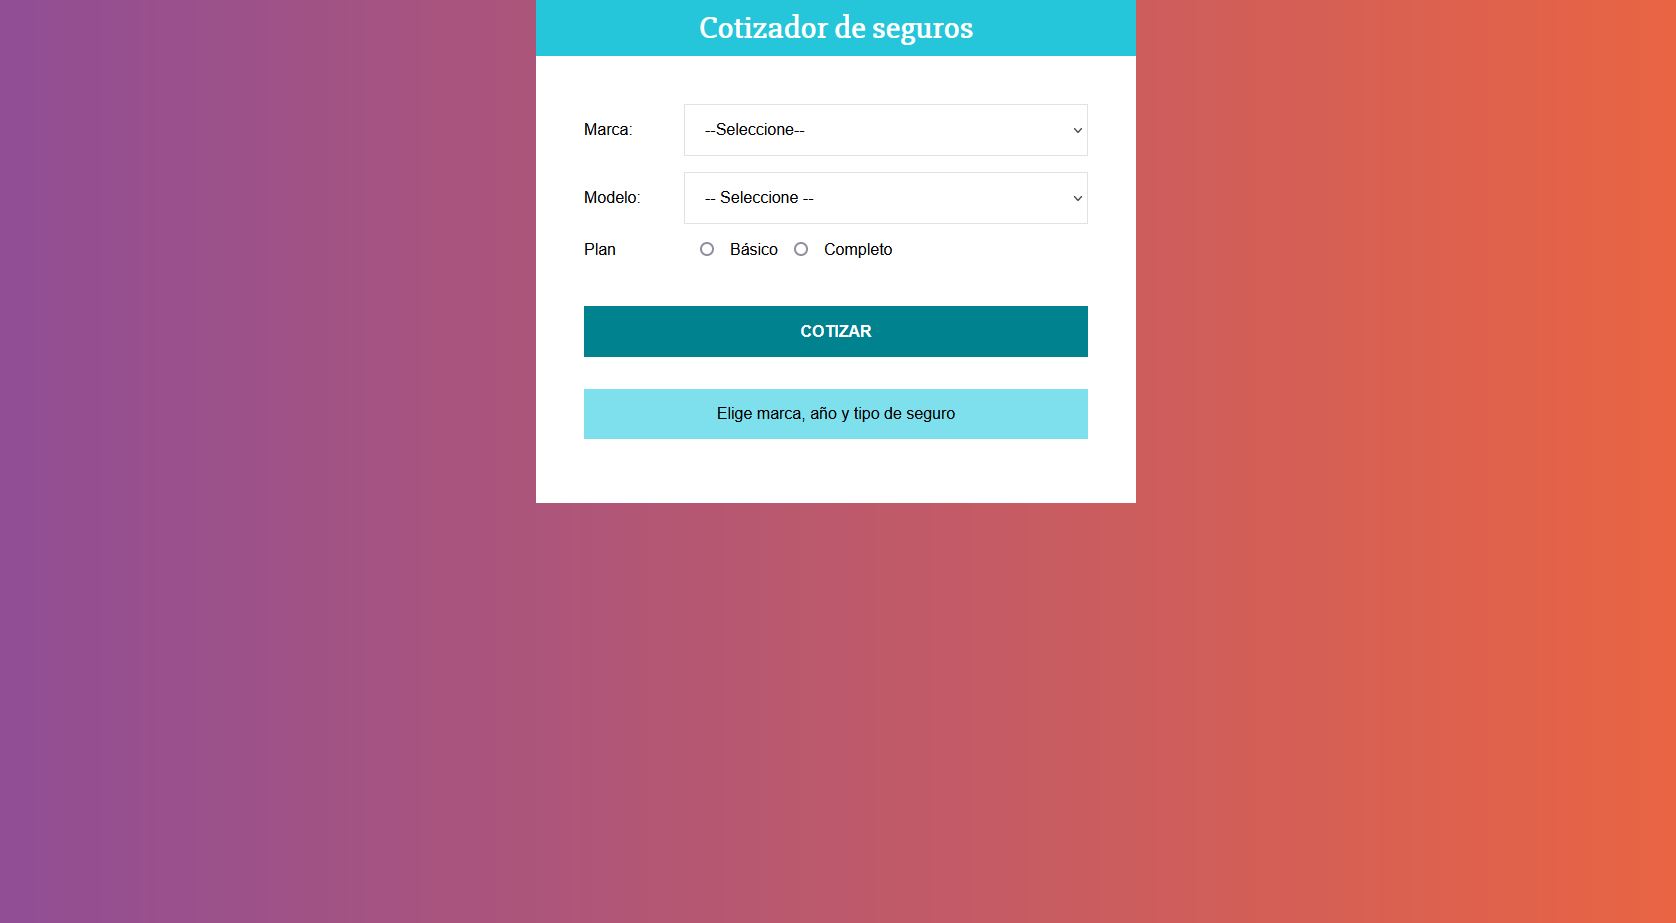 Cotizador de seguros
Marca: --Seleccione--
Modelo: -- Seleccione --
Plan Básico Completo
COTIZAR
Elige marca, año y tipo de seguro